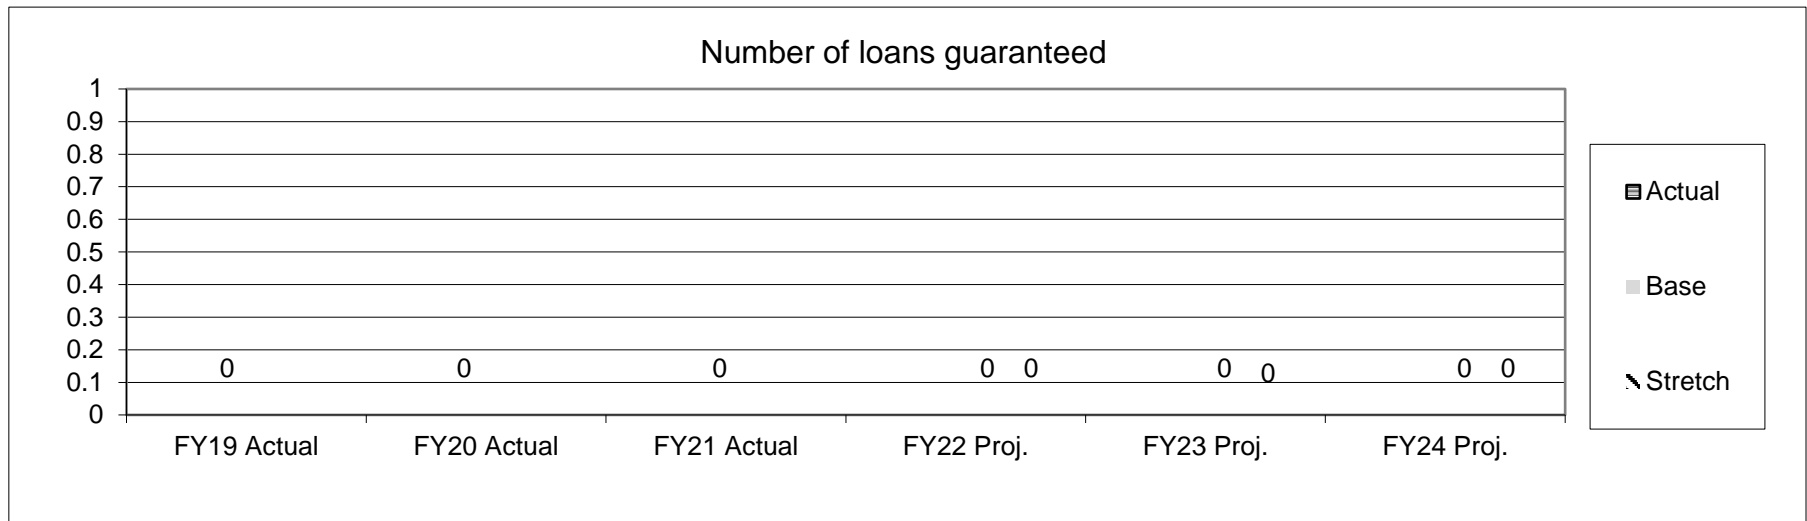 Number of loans guaranteed
1
0.9
0.8
0.7
0.6
0.5
0.4
0.3
0.2
0.1
0
0 0 0 0 0 0 0 0 0
FY19 Actual FY20 Actual FY21 Actual FY22 Proj. FY23 Proj. FY24 Proj.
Actual
Base
Stretch